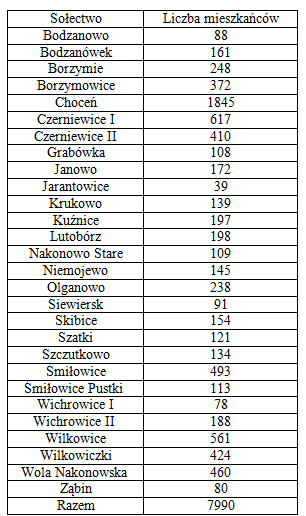 Sołectwo Liczba mieszkańców
Bodzanowo 88
Bodzanówek 161
Borzymie 248
Borzymowice 372
Choceń 1845
Czerniewice I 617
Czerniewice II 410
Grabówka 108
Janowo 172
Jarantowice 39
Krukowo 139
Kuźnice 197
Lutobórz 198
Nakonowo Stare 109
Niemojewo 145
Olganowo 238
Siewiersk 91
Skibice 154
Szatki 121
Szczutkowo 134
Śmiłowice 493
Śmiłowice Pustki 113
Wichrowice I 78
Wichrowice II 188
Wilkowice 561
Wilkowiczki 424
Wola Nakonowska 460
Ząbin 80
Razem 7990